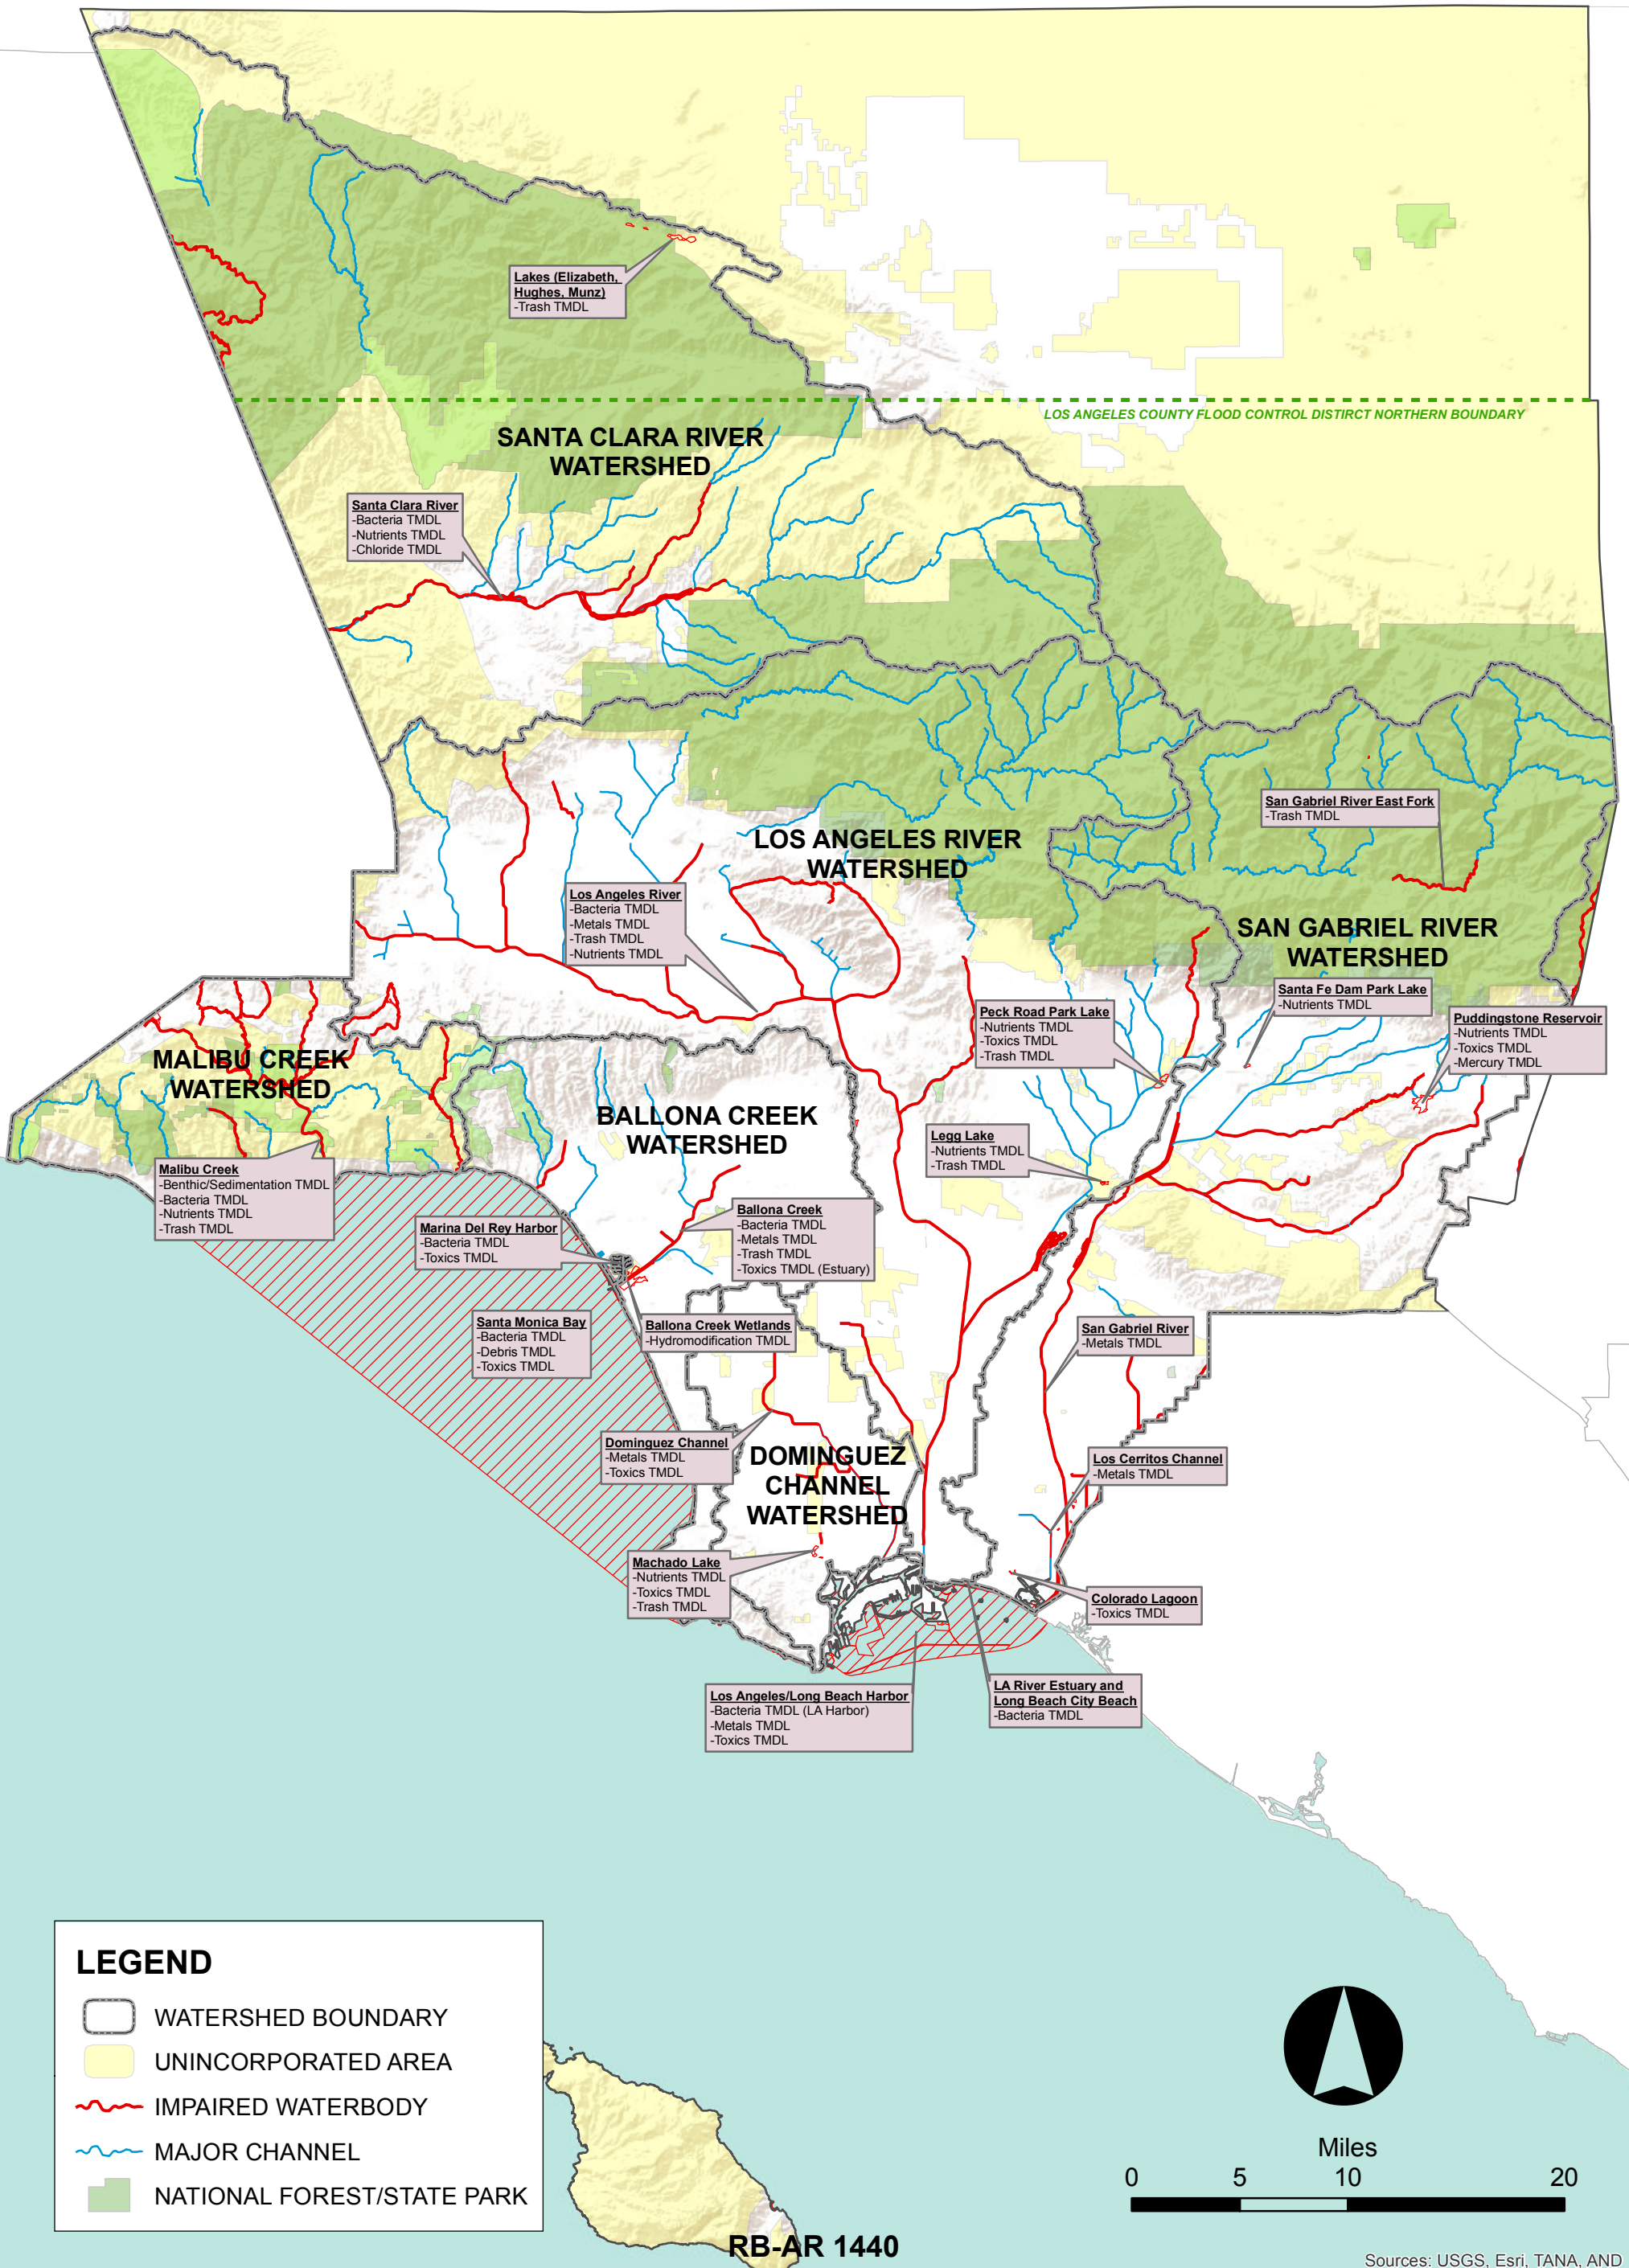 Lakes (Elizabeth,
Hughes, Munz)
-Trash TMDL
LOS ANGELES COUNTY FLOOD CONTROL DISTIRCT NORTHERN BOUNDARY
SANTA CLARA RIVER
WATERSHED
Santa Clara River
-Bacteria TMDL
-Nutrients TMDL
-Chloride TMDL
San Gabriel River East Fork
-Trash TMDL
LOS ANGELES RIVER
WATERSHED
Los Angeles River
-Bacteria TMDL
-Metals TMDL
-Trash TMDL
-Nutrients TMDL
SAN GABRIEL RIVER
WATERSHED
Santa Fe Dam Park Lake
-Nutrients TMDL
Peck Road Park Lake
-Nutrients TMDL
-Toxics TMDL
-Trash TMDL
Puddingstone Reservoir
-Nutrients TMDL
-Toxics TMDL
-Mercury TMDL
MALIBU CREEK
WATERSHED
BALLONA CREEK
WATERSHED
Legg Lake
-Nutrients TMDL
-Trash TMDL
Malibu Creek
-Benthic/Sedimentation TMDL
-Bacteria TMDL
-Nutrients TMDL
-Trash TMDL
Marina Del Rey Harbor
-Bacteria TMDL
-Toxics TMDL
Ballona Creek
-Bacteria TMDL
-Metals TMDL
-Trash TMDL
-Toxics TMDL (Estuary)
Santa Monica Bay
-Bacteria TMDL
-Debris TMDL
-Toxics TMDL
Ballona Creek Wetlands
-Hydromodification TMDL
San Gabriel River
-Metals TMDL
Dominguez Channel
-Metals TMDL
-Toxics TMDL
DOMINGUEZ
CHANNEL
WATERSHED
Los Cerritos Channel
-Metals TMDL
Machado Lake
-Nutrients TMDL
-Toxics TMDL
-Trash TMDL
Colorado Lagoon
-Toxics TMDL
Los Angeles/Long Beach Harbor
-Bacteria TMDL (LA Harbor)
-Metals TMDL
-Toxics TMDL
LA River Estuary and
Long Beach City Beach
-Bacteria TMDL
LEGEND
WATERSHED BOUNDARY
UNINCORPORATED AREA
IMPAIRED WATERBODY
MAJOR CHANNEL
NATIONAL FOREST/STATE PARK
Miles
0 5 10 20
RB-AR 1440
Sources: USGS, Esri, TANA, AND